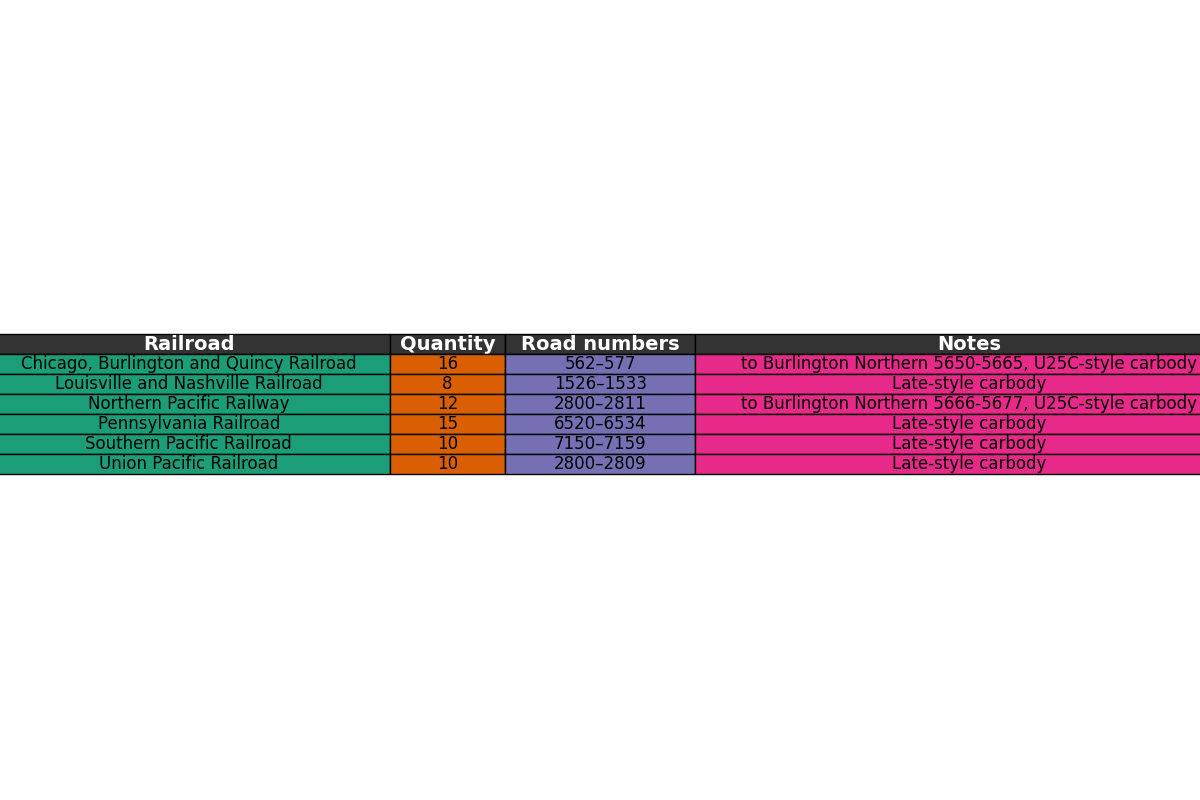 Railroad Quantity Road numbers Notes
Chicago, Burlington and Quincy Railroad 16 562–577 to Burlington Northern 5650-5665, U25C-style carbody
Louisville and Nashville Railroad 8 1526–1533 Late-style carbody
Northern Pacific Railway 12 2800–2811 to Burlington Northern 5666-5677, U25C-style carbody
Pennsylvania Railroad 15 6520–6534 Late-style carbody
Southern Pacific Railroad 10 7150–7159 Late-style carbody
Union Pacific Railroad 10 2800–2809 Late-style carbody